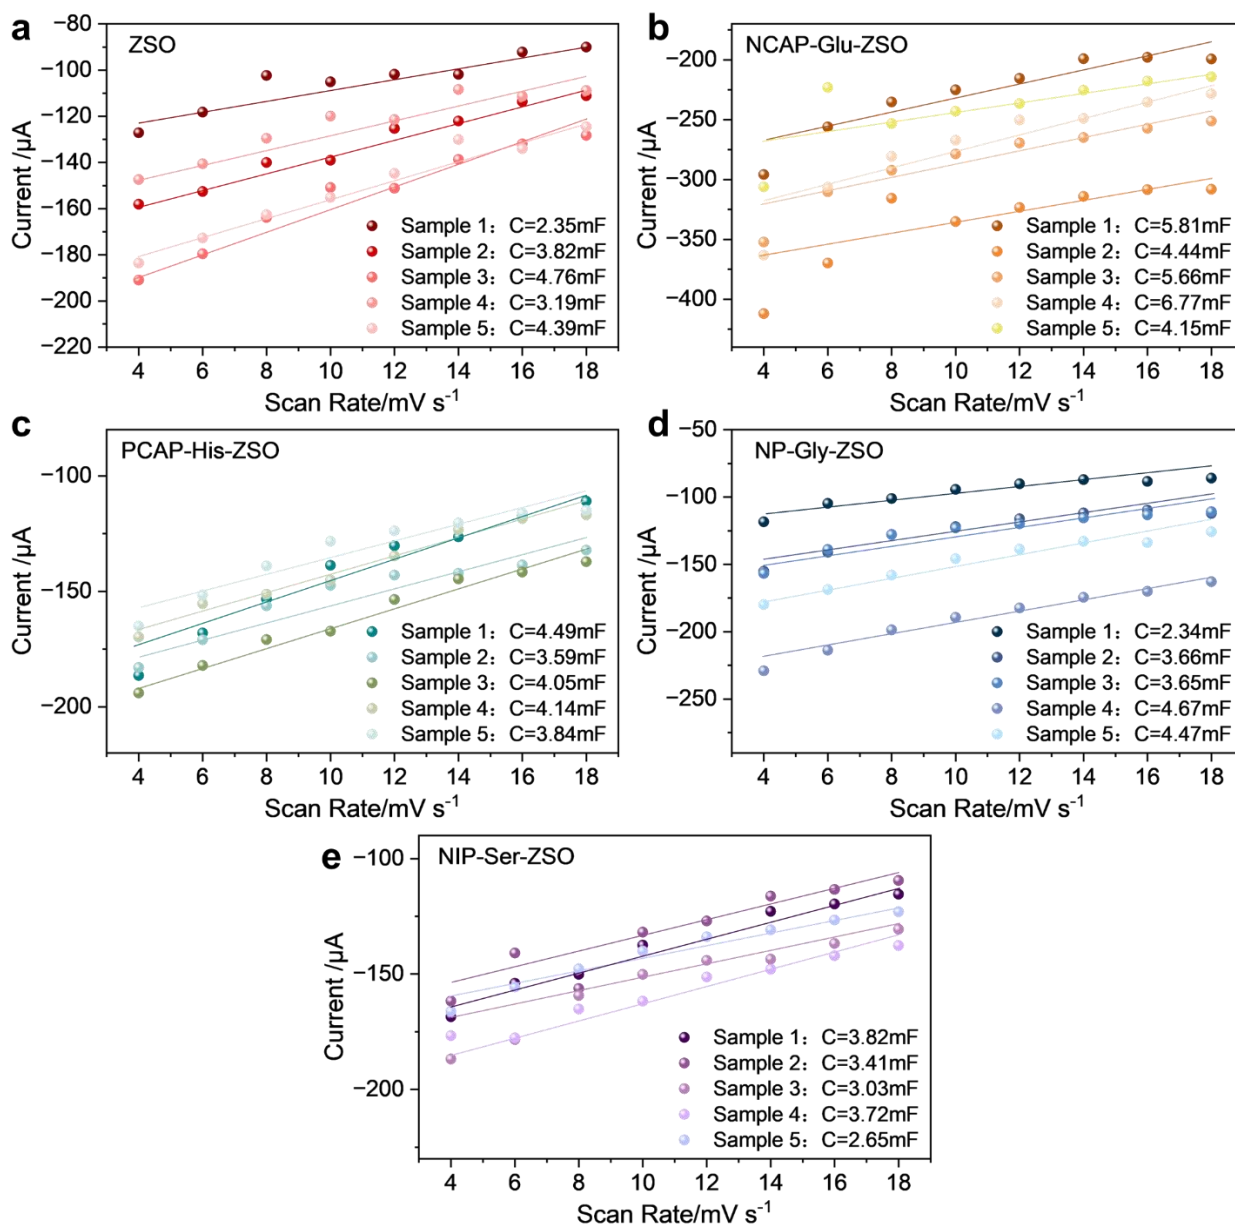 a
ZSO
−80
−100
−120
−140
−160
−180
−200
−220
Current /µA
Sample 1：C=2.35mF
Sample 2：C=3.82mF
Sample 3：C=4.76mF
Sample 4：C=3.19mF
Sample 5：C=4.39mF
4 6 8 10 12 14 16 18
Scan Rate/mV s⁻¹
b
NCAP-Glu-ZSO
−200
−250
−300
−350
−400
Current /µA
Sample 1：C=5.81mF
Sample 2：C=4.44mF
Sample 3：C=5.66mF
Sample 4：C=6.77mF
Sample 5：C=4.15mF
4 6 8 10 12 14 16 18
Scan Rate/mV s⁻¹
c
PCAP-His-ZSO
−100
−150
−200
Current /µA
Sample 1：C=4.49mF
Sample 2：C=3.59mF
Sample 3：C=4.05mF
Sample 4：C=4.14mF
Sample 5：C=3.84mF
4 6 8 10 12 14 16 18
Scan Rate/mV s⁻¹
d
NP-Gly-ZSO
−50
−100
−150
−200
−250
Current /µA
Sample 1：C=2.34mF
Sample 2：C=3.66mF
Sample 3：C=3.65mF
Sample 4：C=4.67mF
Sample 5：C=4.47mF
4 6 8 10 12 14 16 18
Scan Rate/mV s⁻¹
e
NIP-Ser-ZSO
−100
−150
−200
Current /µA
Sample 1：C=3.82mF
Sample 2：C=3.41mF
Sample 3：C=3.03mF
Sample 4：C=3.72mF
Sample 5：C=2.65mF
4 6 8 10 12 14 16 18
Scan Rate/mV s⁻¹